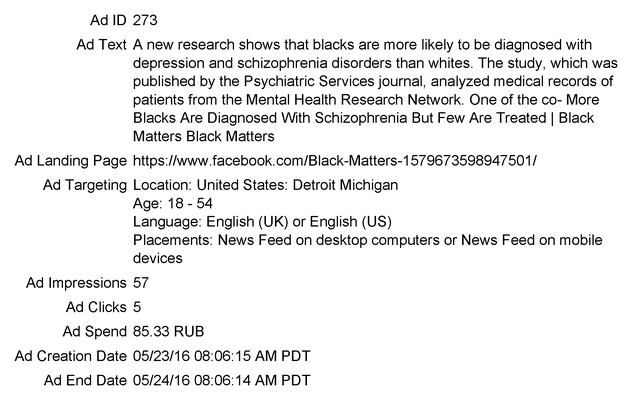 Ad ID 273
Ad Text A new research shows that blacks are more likely to be diagnosed with
depression and schizophrenia disorders than whites. The study, which was
published by the Psychiatric Services journal, analyzed medical records of
patients from the Mental Health Research Network. One of the co- More
Blacks Are Diagnosed With Schizophrenia But Few Are Treated | Black
Matters Black Matters
Ad Landing Page https://www.facebook.com/Black-Matters-1579673598947501/
Ad Targeting Location: United States: Detroit Michigan
Age: 18 - 54
Language: English (UK) or English (US)
Placements: News Feed on desktop computers or News Feed on mobile
devices
Ad Impressions 57
Ad Clicks 5
Ad Spend 85.33 RUB
Ad Creation Date 05/23/16 08:06:15 AM PDT
Ad End Date 05/24/16 08:06:14 AM PDT